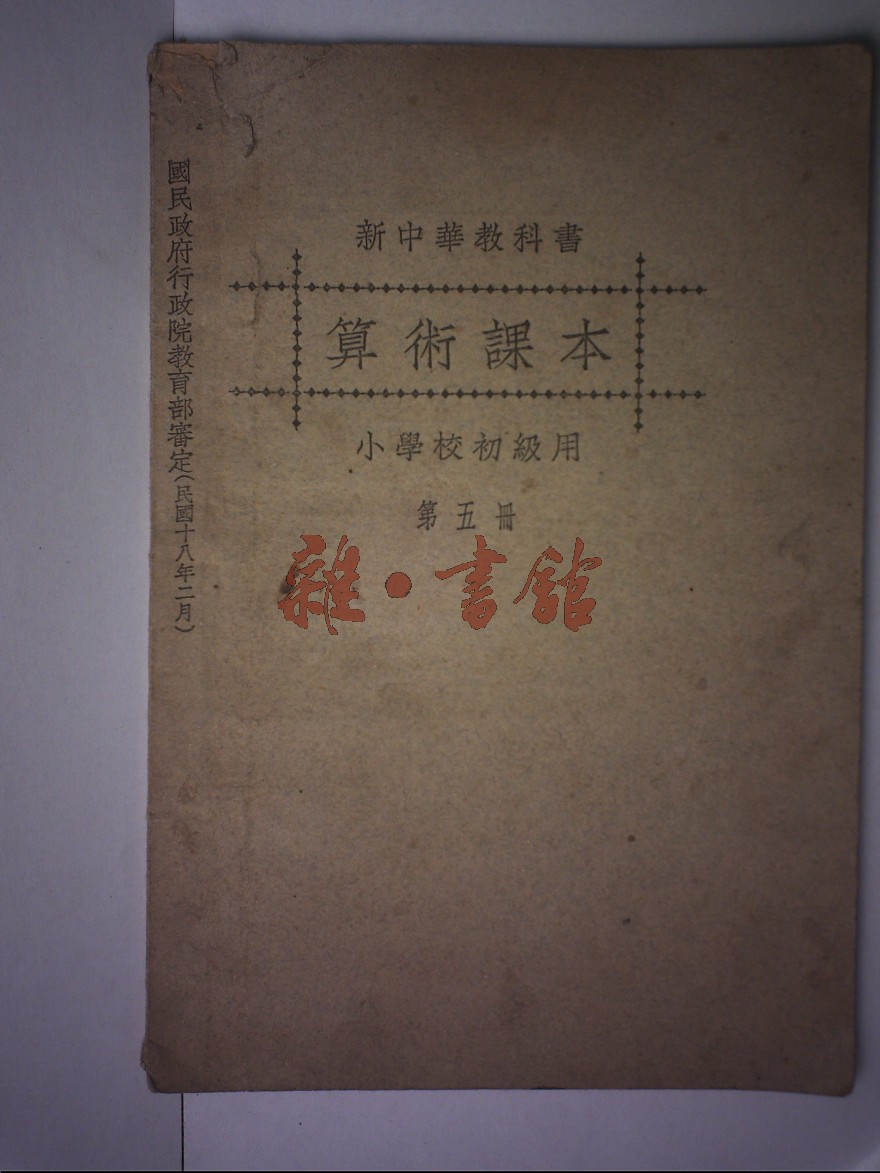 新中華教科書
算術課本
小學校初級用
第五冊
雜·書館
國民政府行政院教育部審定(民國十八年二月)